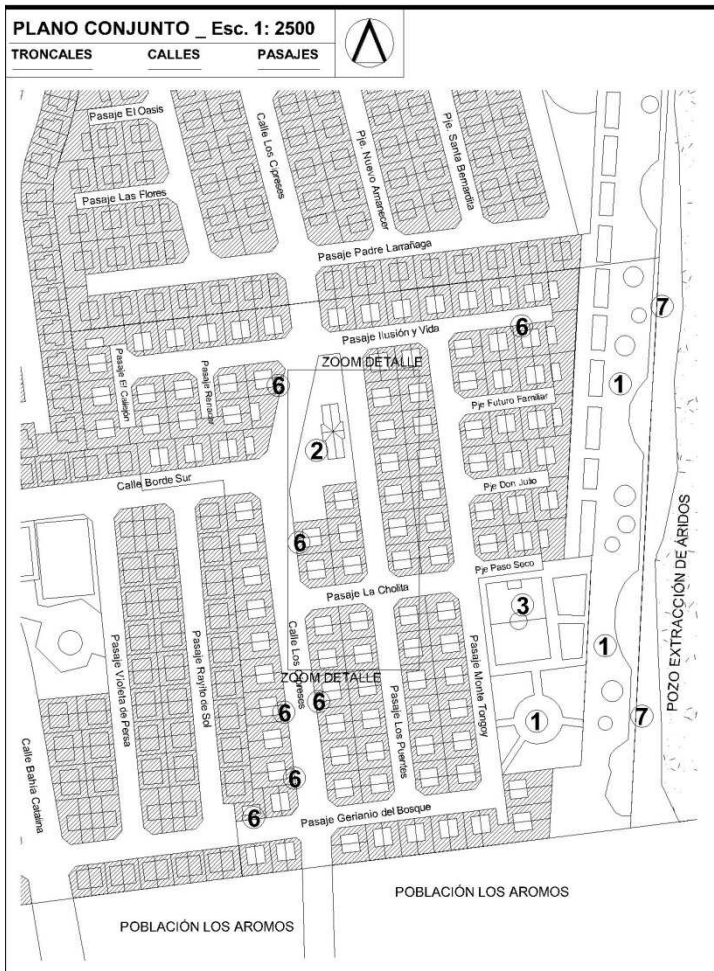 PLANO CONJUNTO _ Esc. 1: 2500
TRONCALES CALLES PASAJES
Pasaje El Oasis
Calle Los Cipreses
Pje. Nuevo Amanecer
Pje. Santa Bernardita
Pasaje Las Flores
Pasaje Padre Larrañaga
7
Pasaje Ilusión y Vida
6
Pasaje El Callejón
Pasaje Renacer
ZOOM DETALLE
6
1
Pje Futuro Familiar
2
Calle Borde Sur
Pje Don Julio
6
POZO EXTRACCIÓN DE ÁRIDOS
Pje Paso Seco
Pasaje La Cholita
3
Pasaje Violeta de Persa
Pasaje Rayito de Sol
Calle Los Cipreses
1
ZOOM DETALLE
6
6
Pasaje Los Puentes
Pasaje Monte Tongoy
1
7
Calle Bahía Catalina
6
6
Pasaje Geranio del Bosque
POBLACIÓN LOS AROMOS
POBLACIÓN LOS AROMOS